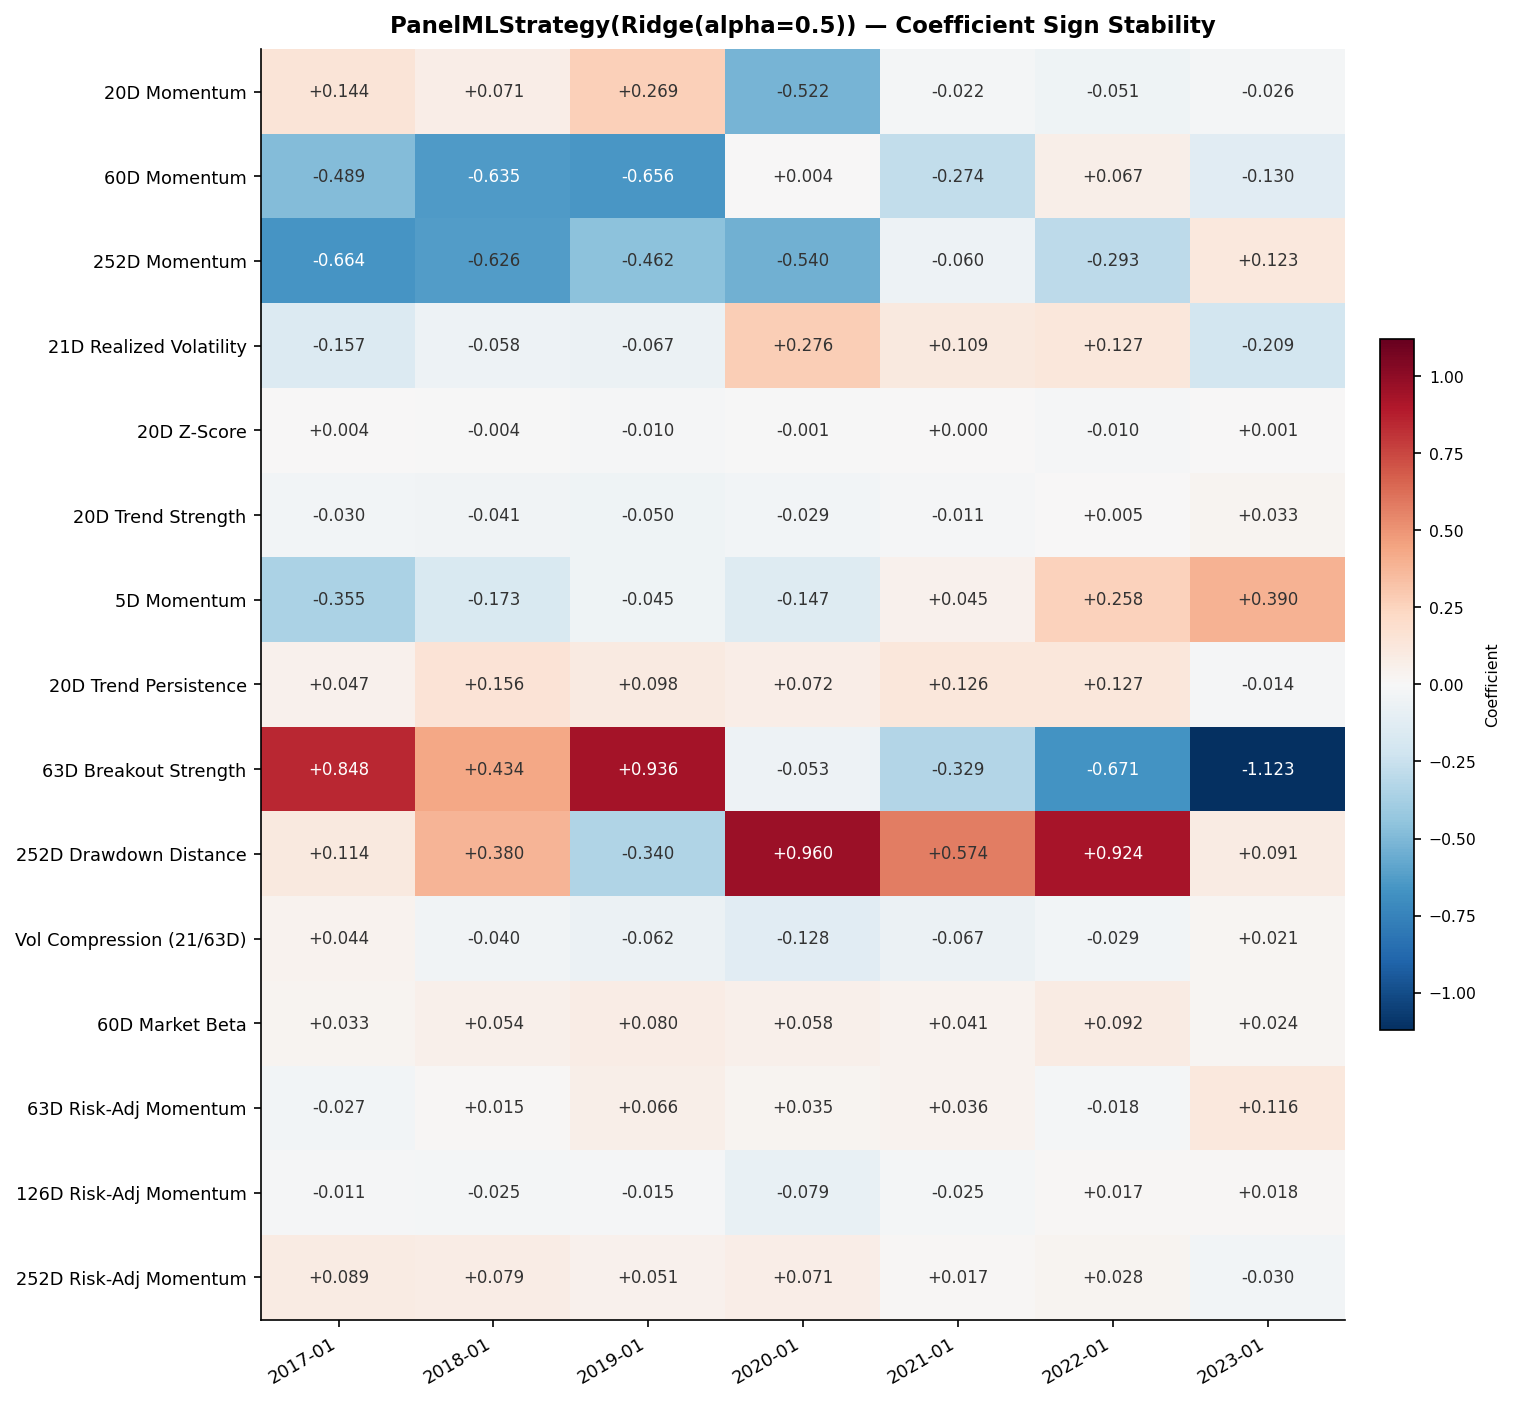 PanelMLStrategy(Ridge(alpha=0.5)) — Coefficient Sign Stability
20D Momentum +0.144 +0.071 +0.269 -0.522 -0.022 -0.051 -0.026
60D Momentum -0.489 -0.635 -0.656 +0.004 -0.274 +0.067 -0.130
252D Momentum -0.664 -0.626 -0.462 -0.540 -0.060 -0.293 +0.123
21D Realized Volatility -0.157 -0.058 -0.067 +0.276 +0.109 +0.127 -0.209
20D Z-Score +0.004 -0.004 -0.010 -0.001 +0.000 -0.010 +0.001
20D Trend Strength -0.030 -0.041 -0.050 -0.029 -0.011 +0.005 +0.033
5D Momentum -0.355 -0.173 -0.045 -0.147 +0.045 +0.258 +0.390
20D Trend Persistence +0.047 +0.156 +0.098 +0.072 +0.126 +0.127 -0.014
63D Breakout Strength +0.848 +0.434 +0.936 -0.053 -0.329 -0.671 -1.123
252D Drawdown Distance +0.114 +0.380 -0.340 +0.960 +0.574 +0.924 +0.091
Vol Compression (21/63D) +0.044 -0.040 -0.062 -0.128 -0.067 -0.029 +0.021
60D Market Beta +0.033 +0.054 +0.080 +0.058 +0.041 +0.092 +0.024
63D Risk-Adj Momentum -0.027 +0.015 +0.066 +0.035 +0.036 -0.018 +0.116
126D Risk-Adj Momentum -0.011 -0.025 -0.015 -0.079 -0.025 +0.017 +0.018
252D Risk-Adj Momentum +0.089 +0.079 +0.051 +0.071 +0.017 +0.028 -0.030
2017-01 2018-01 2019-01 2020-01 2021-01 2022-01 2023-01
1.00
0.75
0.50
0.25
0.00
−0.25
−0.50
−0.75
−1.00
Coefficient